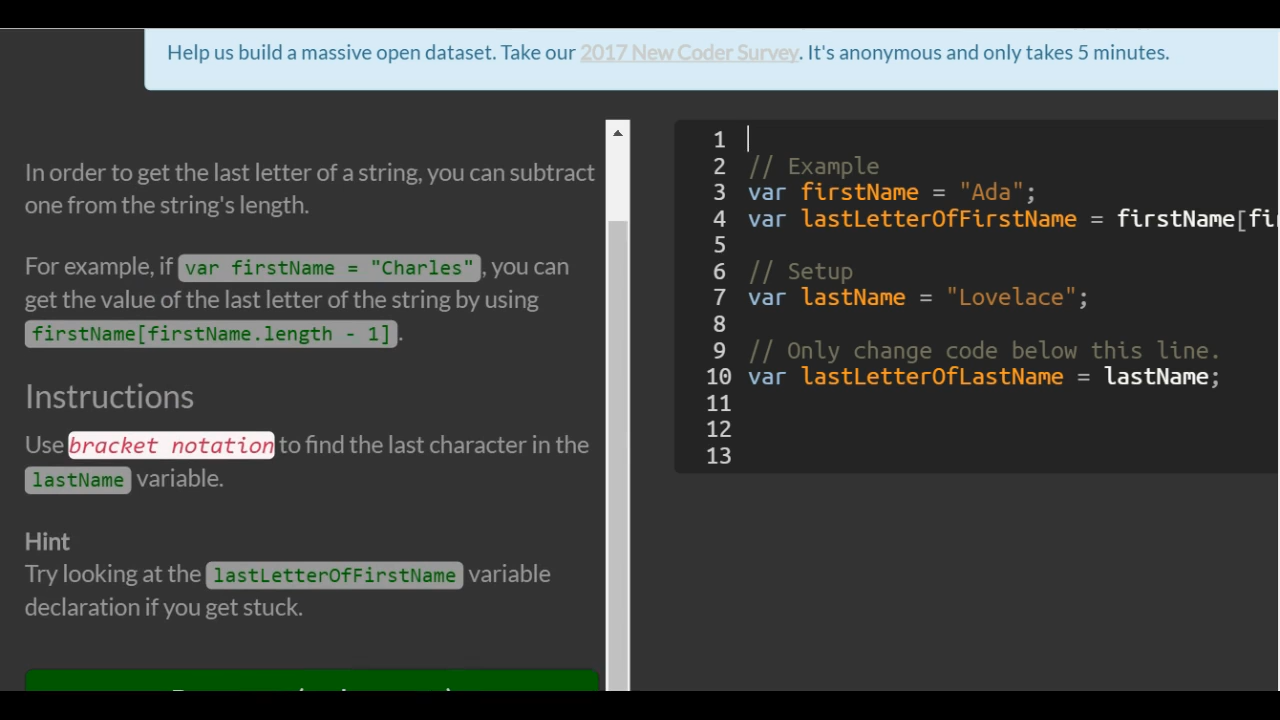 Help us build a massive open dataset. Take our 2017 New Coder Survey. It's anonymous and only takes 5 minutes.
In order to get the last letter of a string, you can subtract
one from the string's length.
For example, if var firstName = "Charles", you can
get the value of the last letter of the string by using
firstName[firstName.length - 1].
Instructions
Use bracket notation to find the last character in the
lastName variable.
Hint
Try looking at the lastLetterOfFirstName variable
declaration if you get stuck.
1
2 // Example
3 var firstName = "Ada";
4 var lastLetterOfFirstName = firstName[fi
5
6 // Setup
7 var lastName = "Lovelace";
8
9 // Only change code below this line.
10 var lastLetterOfLastName = lastName;
11
12
13